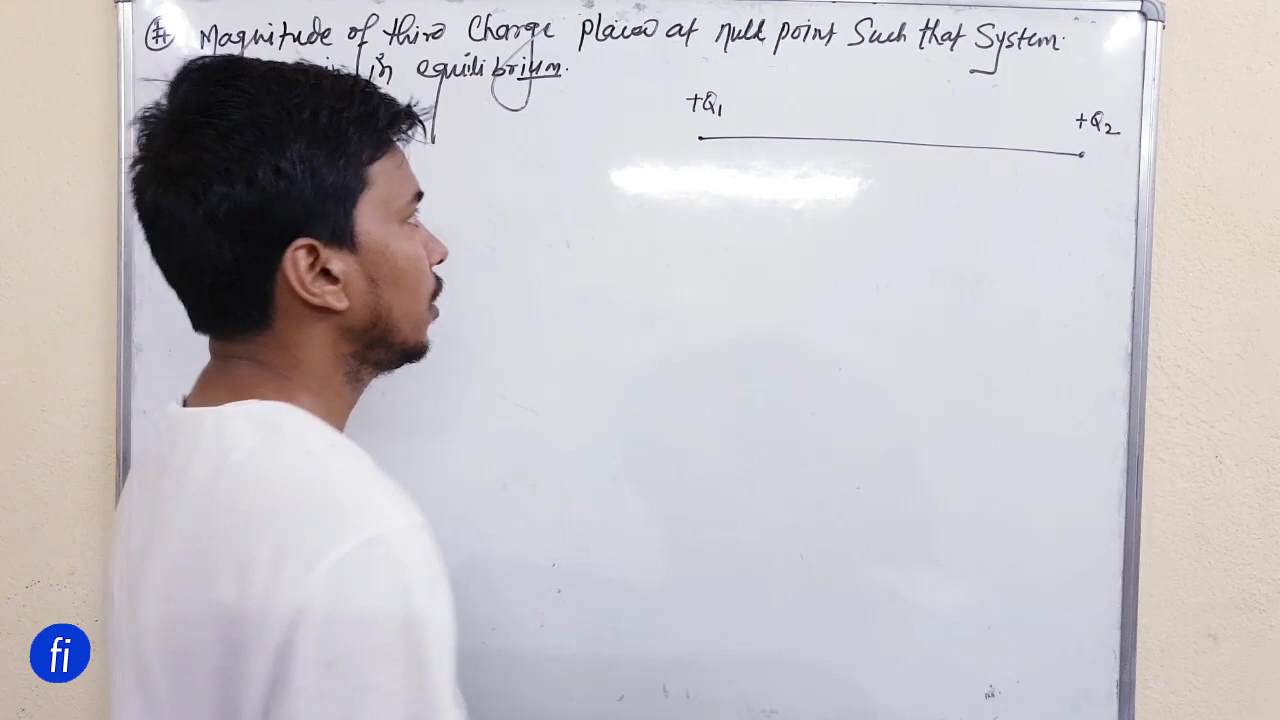 # Magnitude of third Charge placed at null point Such that System
is in equilibrium.
+Q₁
+Q₂
fi